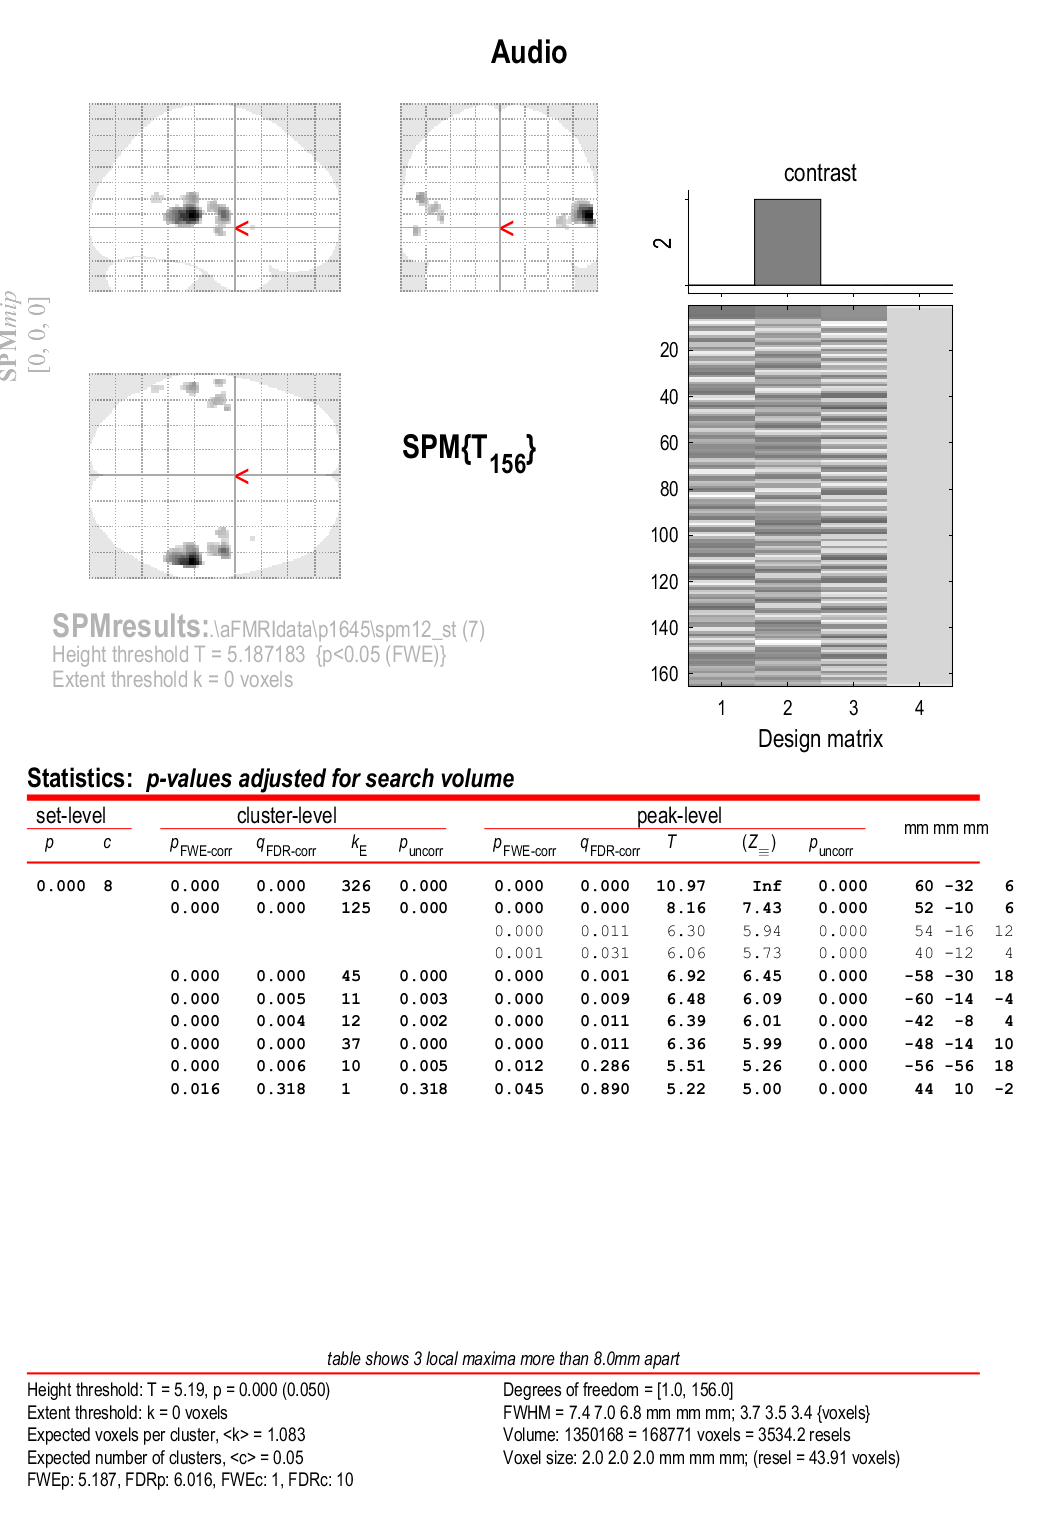 Audio
<
<
<
SPMmip
[0, 0, 0]
SPM{T156}
contrast
2
20
40
60
80
100
120
140
160
1 2 3 4
Design matrix
SPMresults:.\aFMRIdata\p1645\spm12_st (7)
Height threshold T = 5.187183 {p<0.05 (FWE)}
Extent threshold k = 0 voxels
Statistics: p-values adjusted for search volume
set-level cluster-level peak-level mm mm mm
p c pFWE-corr qFDR-corr kE puncorr pFWE-corr qFDR-corr T (Z≡) puncorr
0.000 8 0.000 0.000 326 0.000 0.000 0.000 10.97 Inf 0.000 60 -32 6
0.000 0.000 125 0.000 0.000 0.000 8.16 7.43 0.000 52 -10 6
0.000 0.011 6.30 5.94 0.000 54 -16 12
0.001 0.031 6.06 5.73 0.000 40 -12 4
0.000 0.000 45 0.000 0.000 0.001 6.92 6.45 0.000 -58 -30 18
0.000 0.005 11 0.003 0.000 0.009 6.48 6.09 0.000 -60 -14 -4
0.000 0.004 12 0.002 0.000 0.011 6.39 6.01 0.000 -42 -8 4
0.000 0.000 37 0.000 0.000 0.011 6.36 5.99 0.000 -48 -14 10
0.000 0.006 10 0.005 0.012 0.286 5.51 5.26 0.000 -56 -56 18
0.016 0.318 1 0.318 0.045 0.890 5.22 5.00 0.000 44 10 -2
table shows 3 local maxima more than 8.0mm apart
Height threshold: T = 5.19, p = 0.000 (0.050)
Extent threshold: k = 0 voxels
Expected voxels per cluster, <k> = 1.083
Expected number of clusters, <c> = 0.05
FWEp: 5.187, FDRp: 6.016, FWEc: 1, FDRc: 10
Degrees of freedom = [1.0, 156.0]
FWHM = 7.4 7.0 6.8 mm mm mm; 3.7 3.5 3.4 {voxels}
Volume: 1350168 = 168771 voxels = 3534.2 resels
Voxel size: 2.0 2.0 2.0 mm mm mm; (resel = 43.91 voxels)